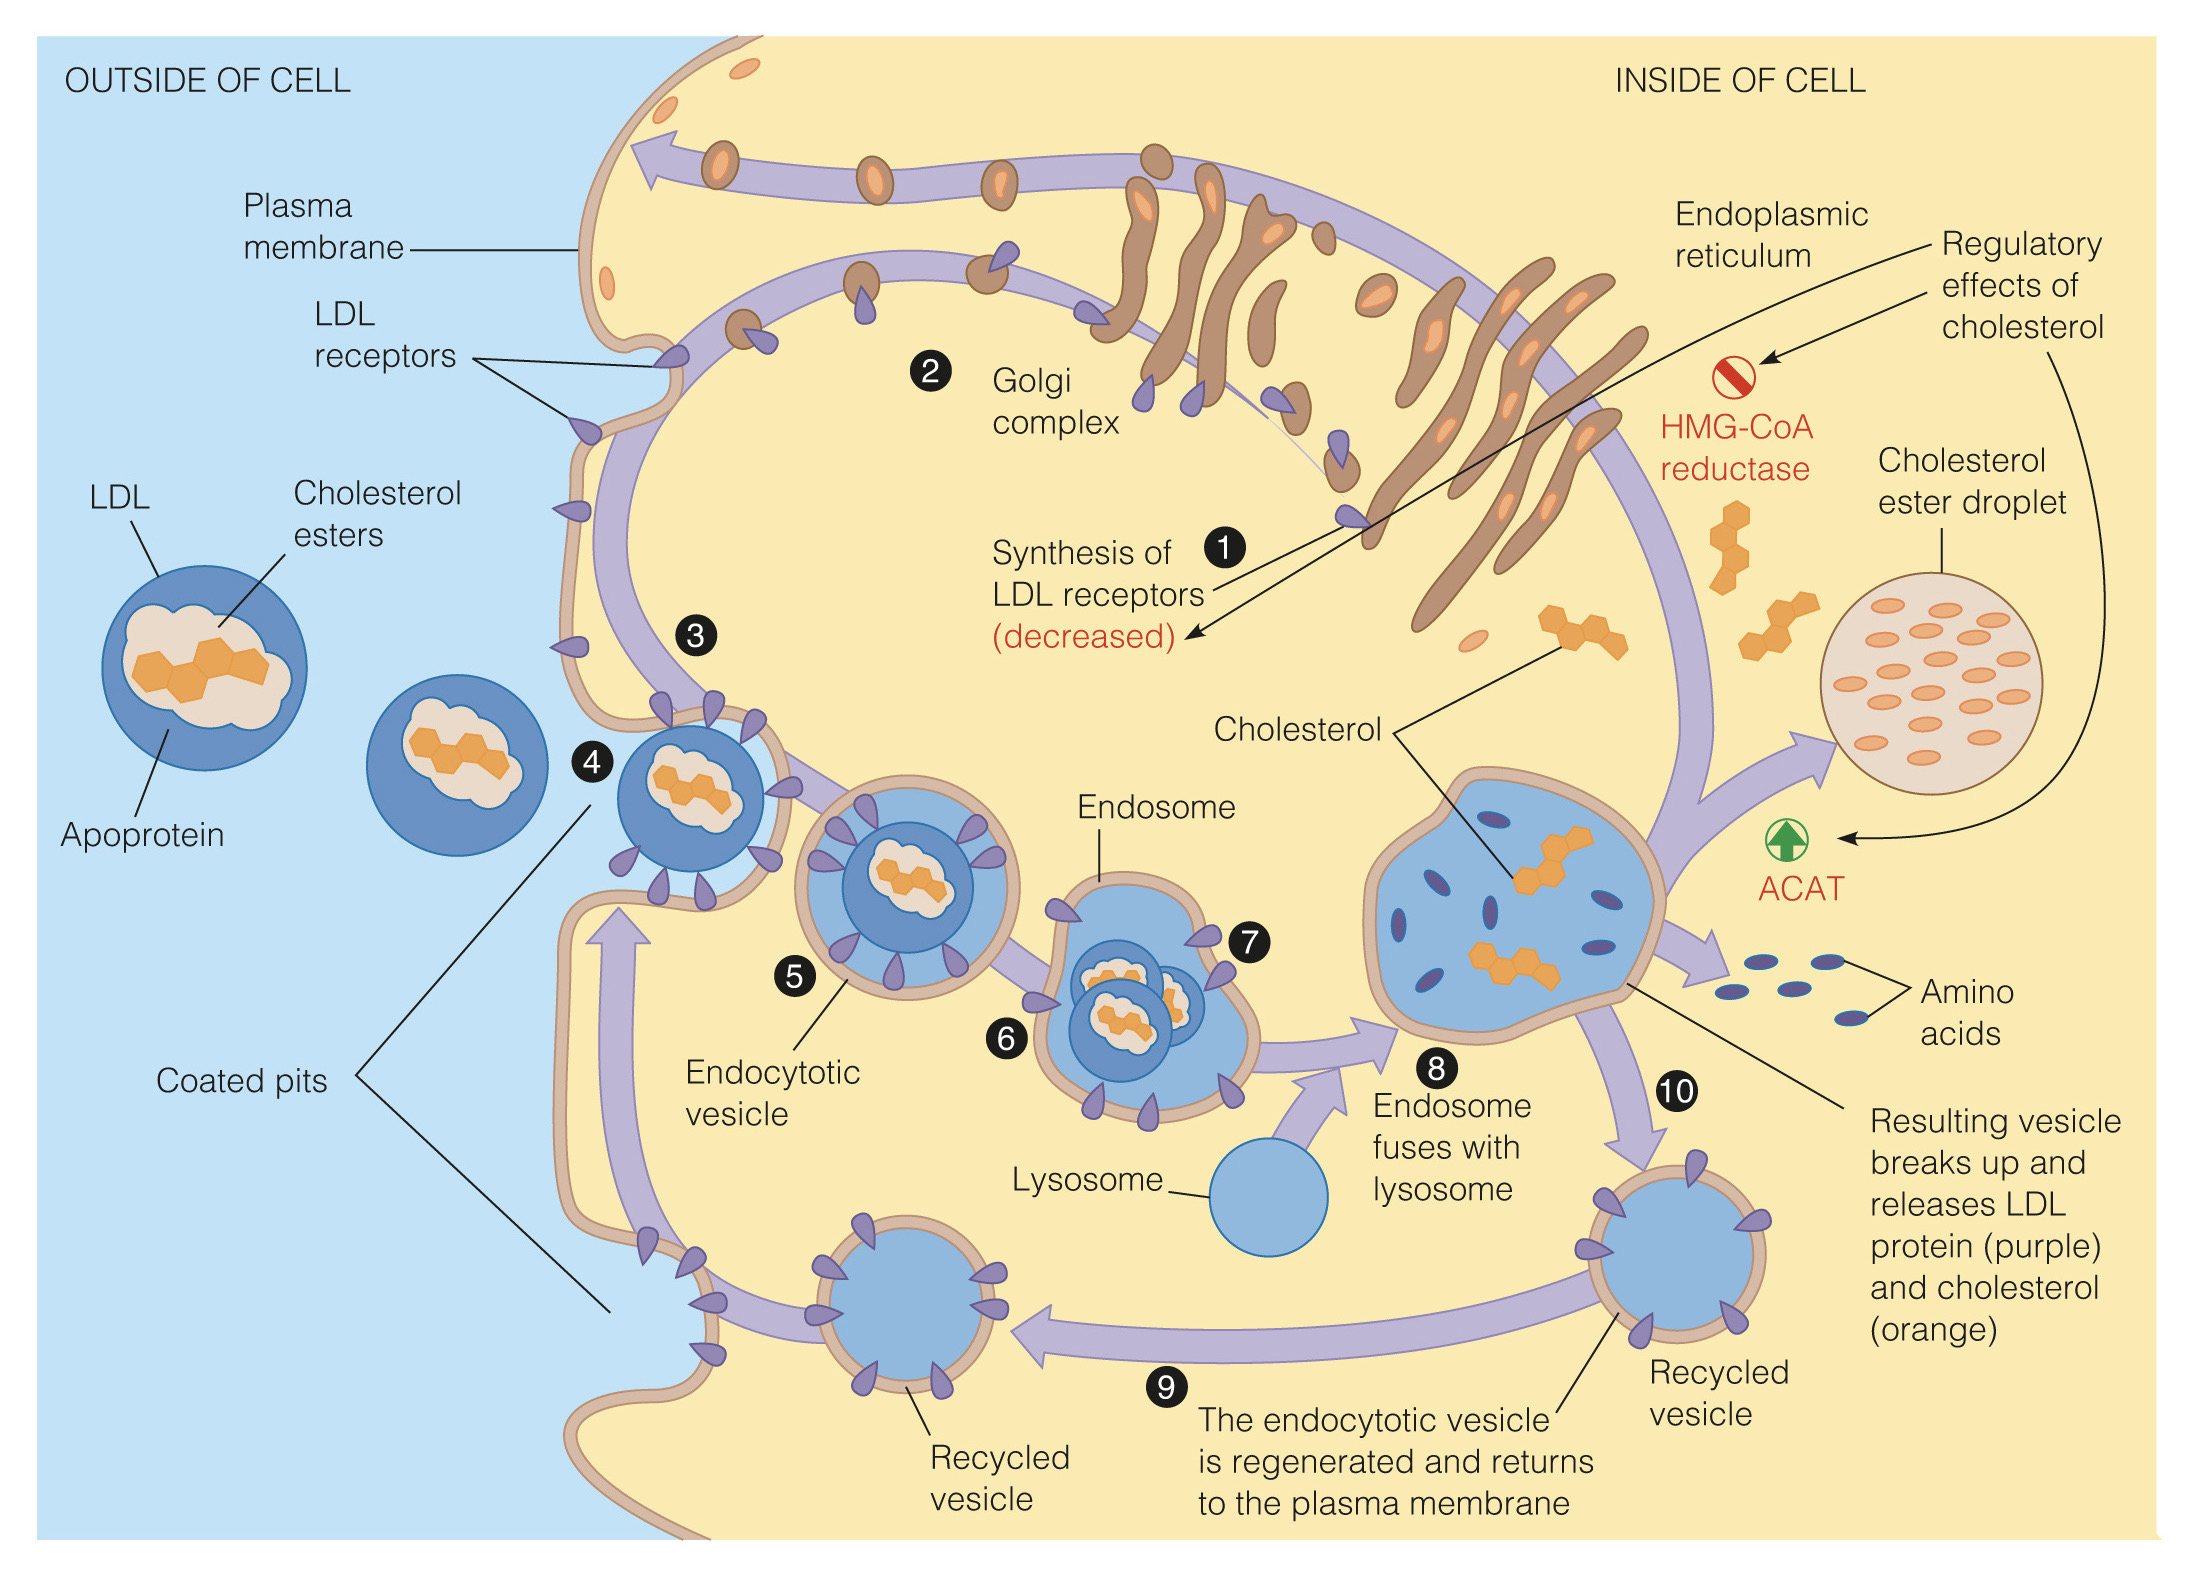 OUTSIDE OF CELL
INSIDE OF CELL
Plasma
membrane
Endoplasmic
reticulum
Regulatory
effects of
cholesterol
LDL
receptors
2
Golgi
complex
HMG-CoA
reductase
Cholesterol
ester droplet
LDL
Cholesterol
esters
1
Synthesis of
LDL receptors
(decreased)
3
Cholesterol
4
Apoprotein
Endosome
ACAT
7
5
6
Amino
acids
Coated pits
Endocytotic
vesicle
8
Endosome
fuses with
lysosome
10
Lysosome
Resulting vesicle
breaks up and
releases LDL
protein (purple)
and cholesterol
(orange)
9
The endocytotic vesicle
is regenerated and returns
to the plasma membrane
Recycled
vesicle
Recycled
vesicle